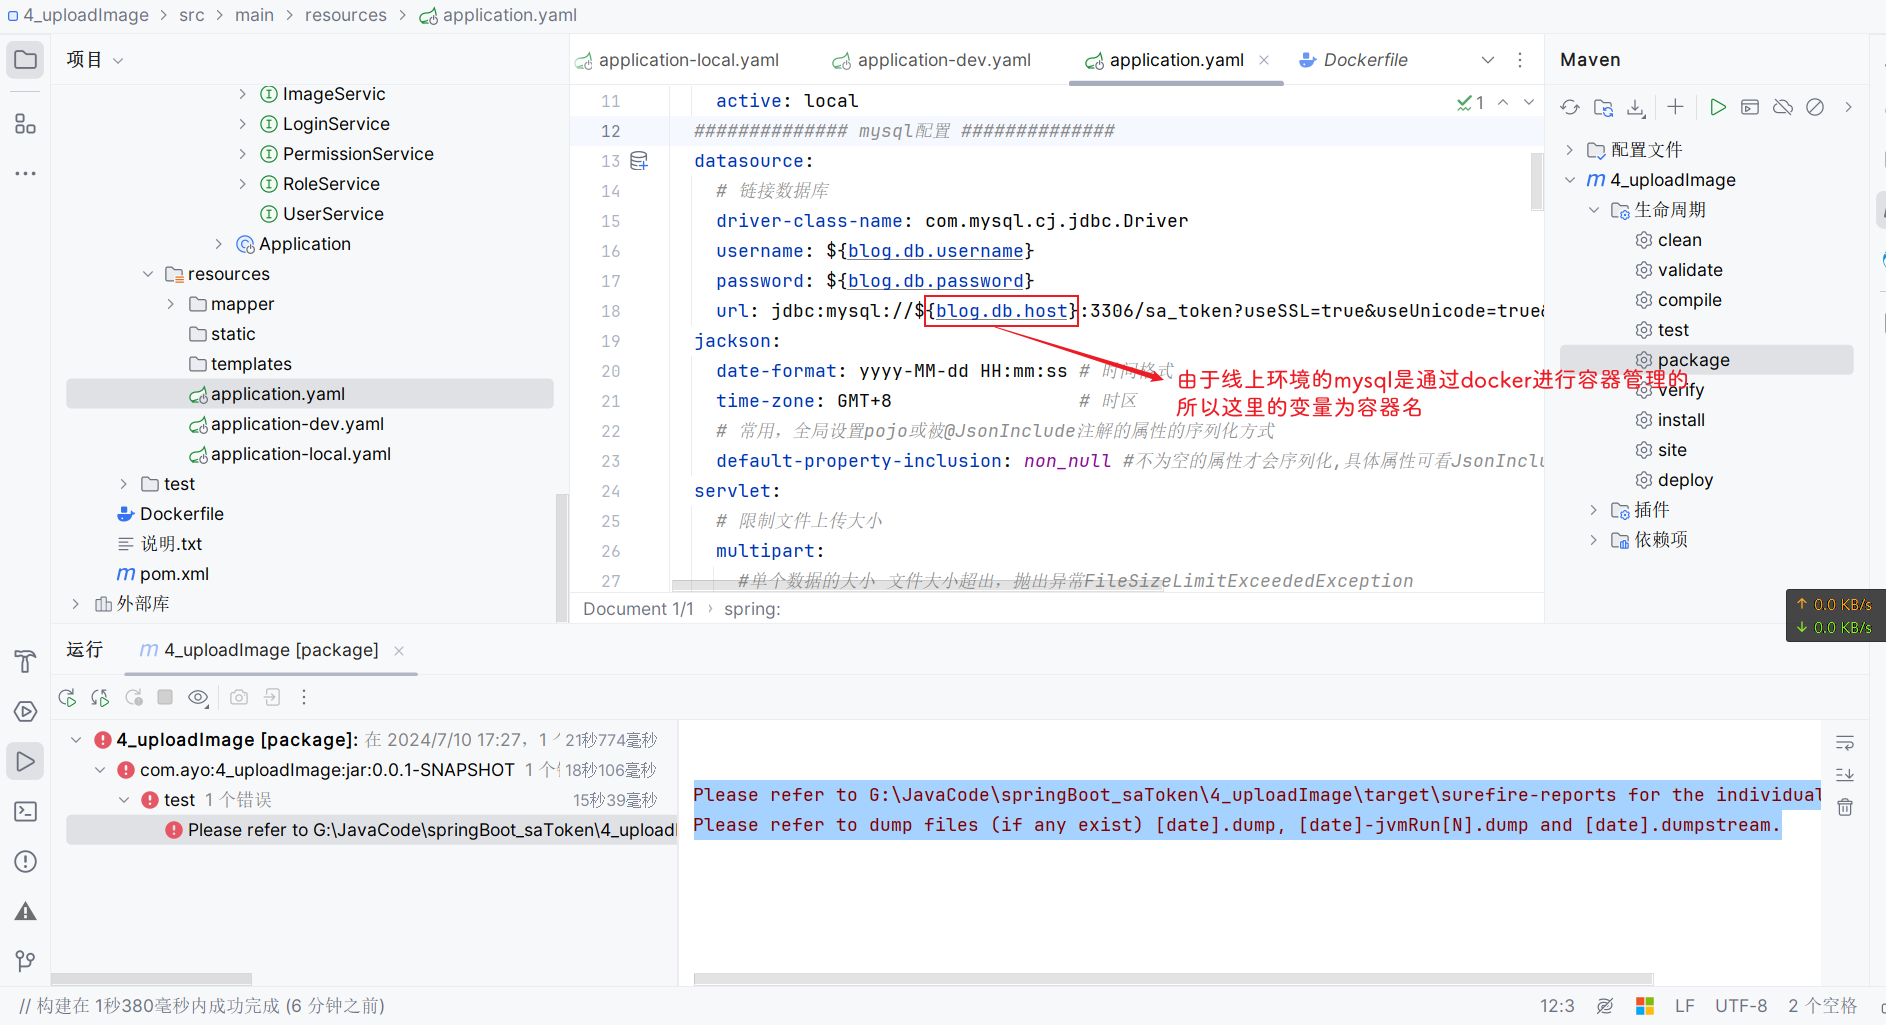 4_uploadImage > src > main > resources > application.yaml
项目
application-local.yaml
application-dev.yaml
application.yaml
Dockerfile
Maven
ImageServic
LoginService
PermissionService
RoleService
UserService
Application
resources
mapper
static
templates
application.yaml
application-dev.yaml
application-local.yaml
test
Dockerfile
说明.txt
pom.xml
外部库
1
11 active: local
12 ############## mysql配置 ##############
13 datasource:
14 # 链接数据库
15 driver-class-name: com.mysql.cj.jdbc.Driver
16 username: ${blog.db.username}
17 password: ${blog.db.password}
18 url: jdbc:mysql://${blog.db.host}:3306/sa_token?useSSL=true&useUnicode=true&
19 jackson:
20 date-format: yyyy-MM-dd HH:mm:ss # 时间格式
21 time-zone: GMT+8 # 时区
22 # 常用，全局设置pojo或被@JsonInclude注解的属性的序列化方式
23 default-property-inclusion: non_null #不为空的属性才会序列化,具体属性可看JsonInclu
24 servlet:
25 # 限制文件上传大小
26 multipart:
27 #单个数据的大小 文件大小超出，抛出异常FileSizeLimitExceededException
由于线上环境的mysql是通过docker进行容器管理的
所以这里的变量为容器名
Document 1/1 > spring:
配置文件
4_uploadImage
生命周期
clean
validate
compile
test
package
verify
install
site
deploy
插件
依赖项
↑ 0.0 KB/s
↓ 0.0 KB/s
运行
4_uploadImage [package]
4_uploadImage [package]: 在 2024/7/10 17:27，1 21秒774毫秒
com.ayo:4_uploadImage:jar:0.0.1-SNAPSHOT 1 个 18秒106毫秒
test 1 个错误 15秒39毫秒
Please refer to G:\JavaCode\springBoot_saToken\4_upload
Please refer to G:\JavaCode\springBoot_saToken\4_uploadImage\target\surefire-reports for the individual
Please refer to dump files (if any exist) [date].dump, [date]-jvmRun[N].dump and [date].dumpstream.
// 构建在 1秒380毫秒内成功完成 (6 分钟之前)
12:3
LF
UTF-8
2 个空格